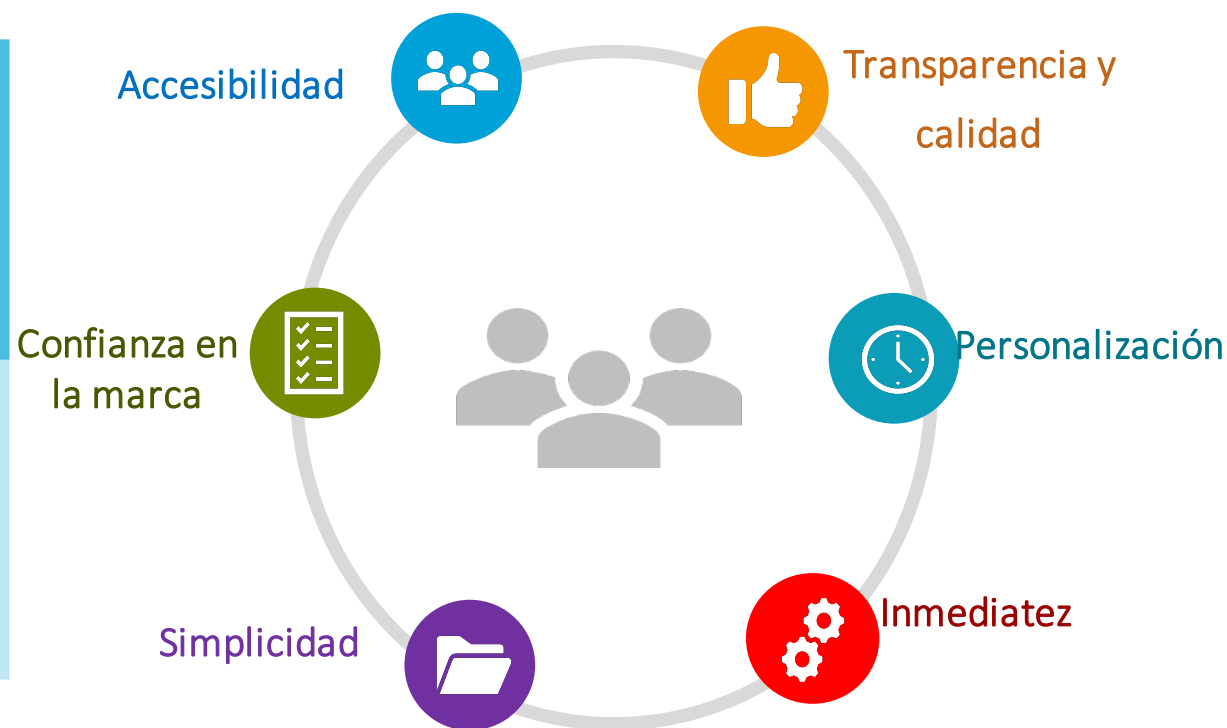 Accesibilidad
Transparencia y
calidad
Confianza en
la marca
Personalización
Simplicidad
Inmediatez